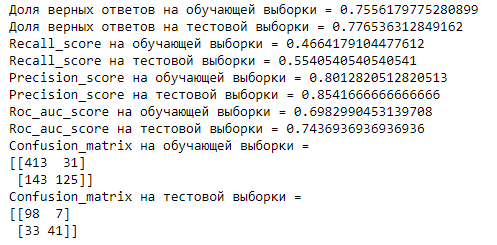 Доля верных ответов на обучающей выборки = 0.7556179775280899
Доля верных ответов на тестовой выборки = 0.776536312849162
Recall_score на обучающей выборки = 0.4664179104477612
Recall_score на тестовой выборки = 0.5540540540540541
Precision_score на обучающей выборки = 0.8012820512820513
Precision_score на тестовой выборки = 0.8541666666666666
Roc_auc_score на обучающей выборки = 0.6982990453139708
Roc_auc_score на тестовой выборки = 0.7436936936936936
Confusion_matrix на обучающей выборки =
[[413  31]
 [143 125]]
Confusion_matrix на тестовой выборки =
[[98  7]
 [33 41]]